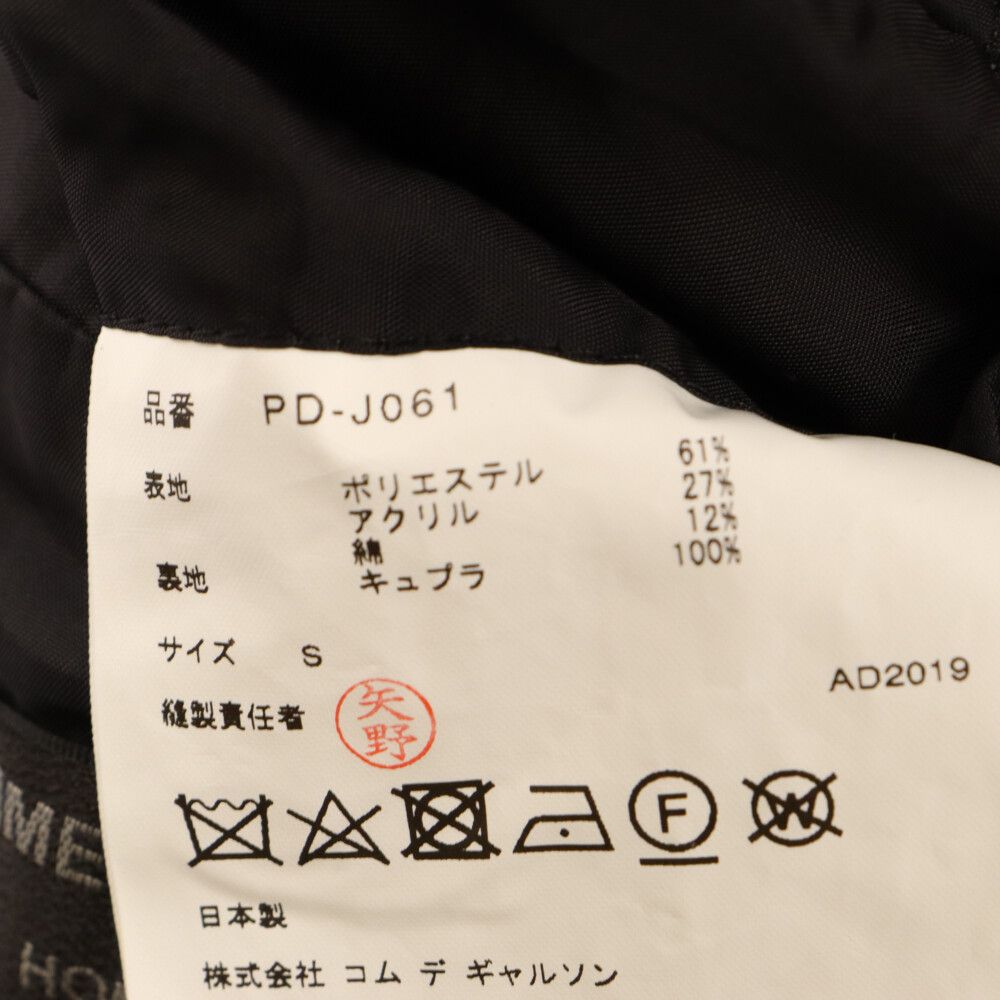 品番 PD-J061
表地 ポリエステル 61%
アクリル 27%
綿 12%
裏地 キュプラ 100%
サイズ S
AD2019
縫製責任者 矢野
F
W
日本製
株式会社 コム デ ギャルソン